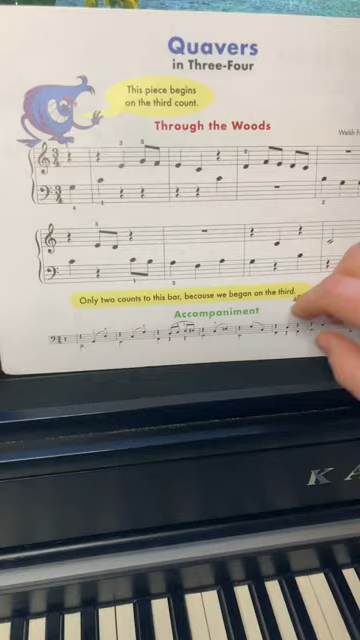 Quavers
in Three-Four
This piece begins
on the third count.
Through the Woods
Welsh
Only two counts to this bar, because we began on the third.
Accompaniment
K A